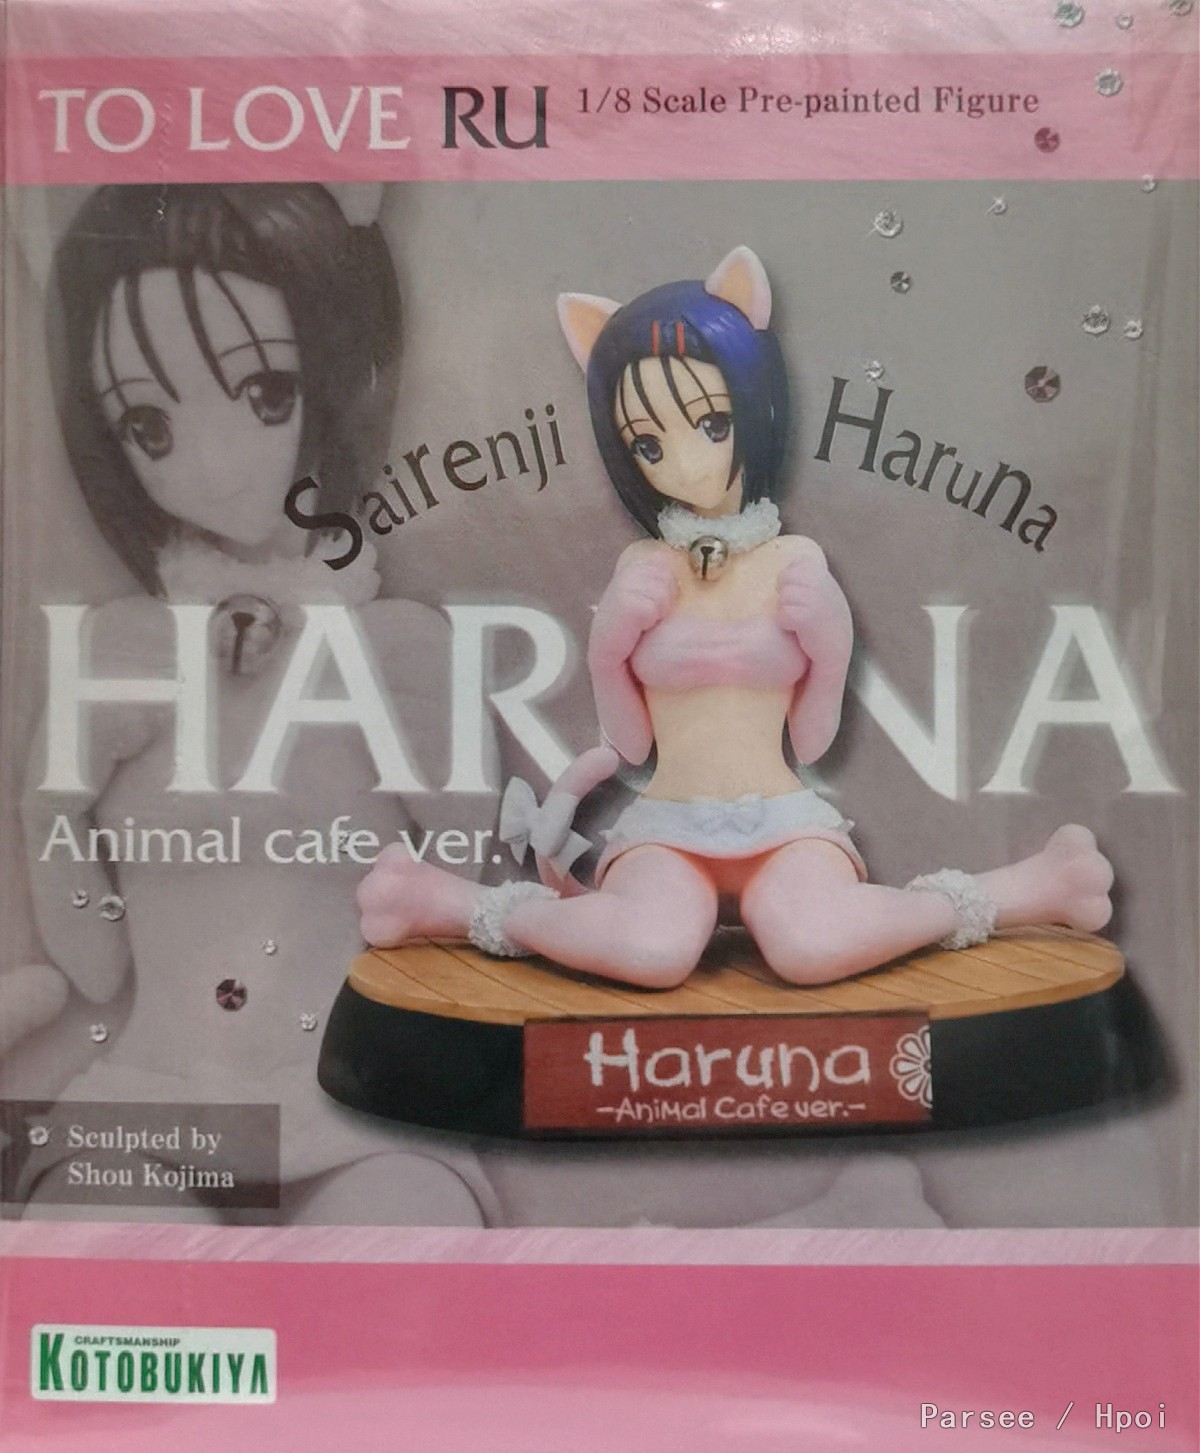 TO LOVE RU
1/8 Scale Pre-painted Figure
Sairenji Haruna
HARUNA
Animal cafe ver.
Haruna
-Animal Cafe ver.-
Sculpted by
Shou Kojima
CRAFTSMANSHIP
KOTOBUKIYA
Parsee / Hpoi